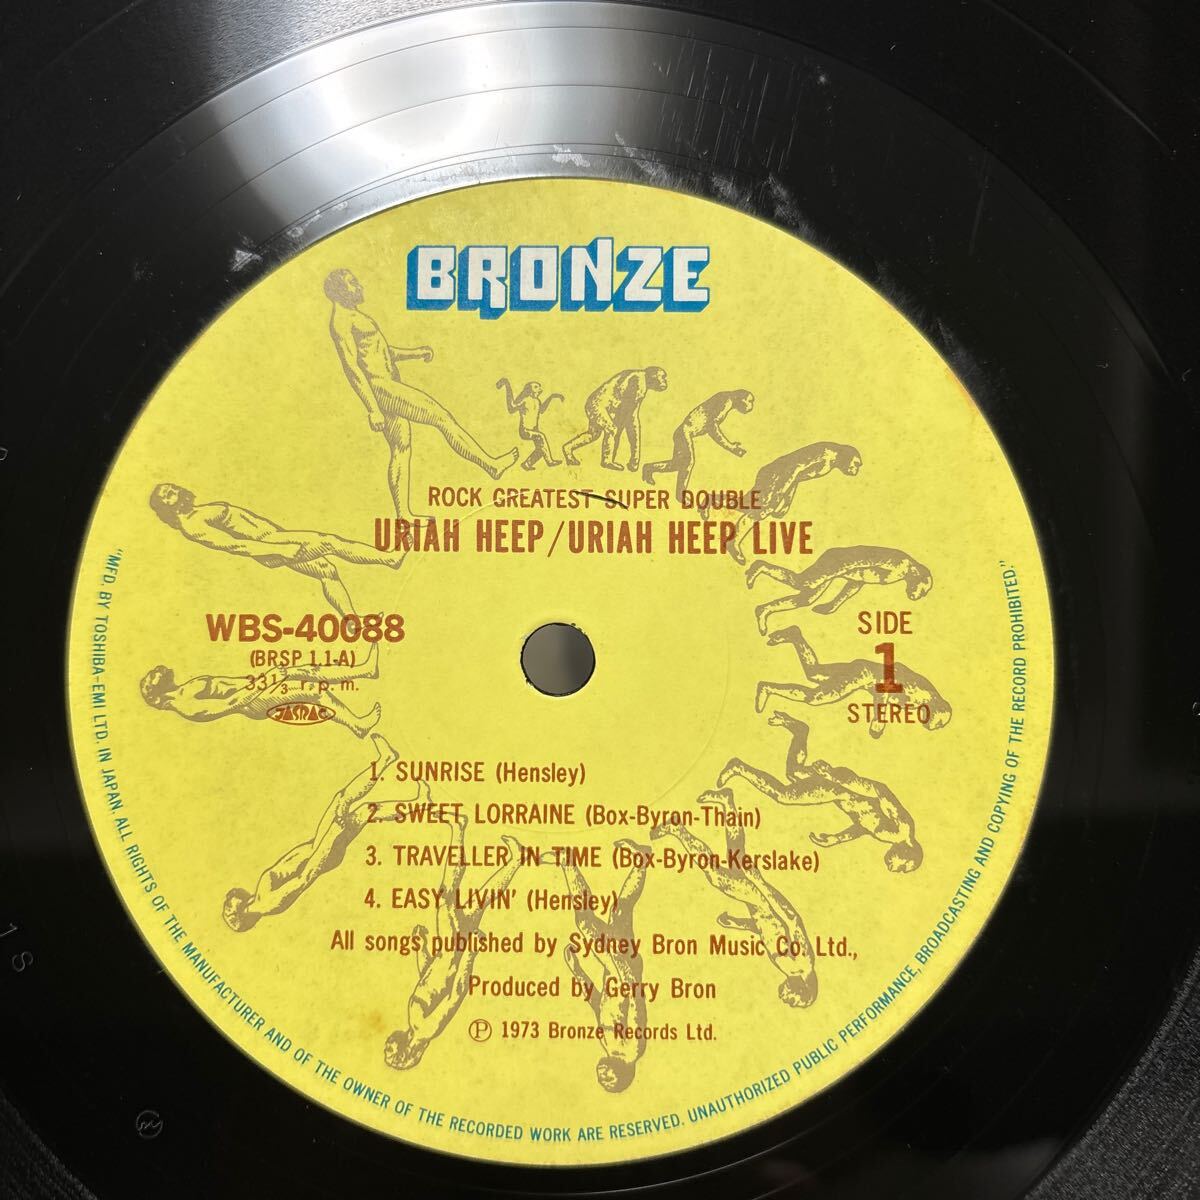 BRONZE
ROCK GREATEST SUPER DOUBLE
URIAH HEEP/URIAH HEEP LIVE
WBS-40088
(BRSP 1.1-A)
33⅓ r.p.m.
JASRAC
SIDE
1
STEREO
1. SUNRISE (Hensley)
2. SWEET LORRAINE (Box-Byron-Thain)
3. TRAVELLER IN TIME (Box-Byron-Kerslake)
4. EASY LIVIN' (Hensley)
All songs published by Sydney Bron Music Co. Ltd.,
Produced by Gerry Bron
Ⓟ 1973 Bronze Records Ltd.
"MFD. BY TOSHIBA-EMI LTD. IN JAPAN. ALL RIGHTS OF THE MANUFACTURER AND OF THE OWNER OF THE RECORDED WORK ARE RESERVED. UNAUTHORIZED PUBLIC PERFORMANCE, BROADCASTING AND COPYING OF THE RECORD PROHIBITED."